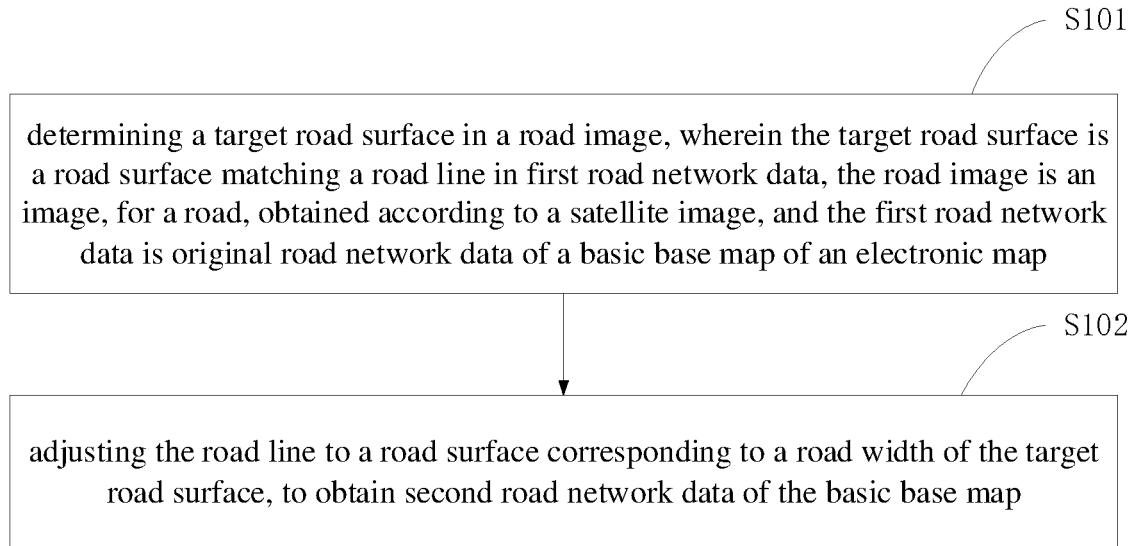 S101
determining a target road surface in a road image, wherein the target road surface is
a road surface matching a road line in first road network data, the road image is an
image, for a road, obtained according to a satellite image, and the first road network
data is original road network data of a basic base map of an electronic map
S102
adjusting the road line to a road surface corresponding to a road width of the target
road surface, to obtain second road network data of the basic base map